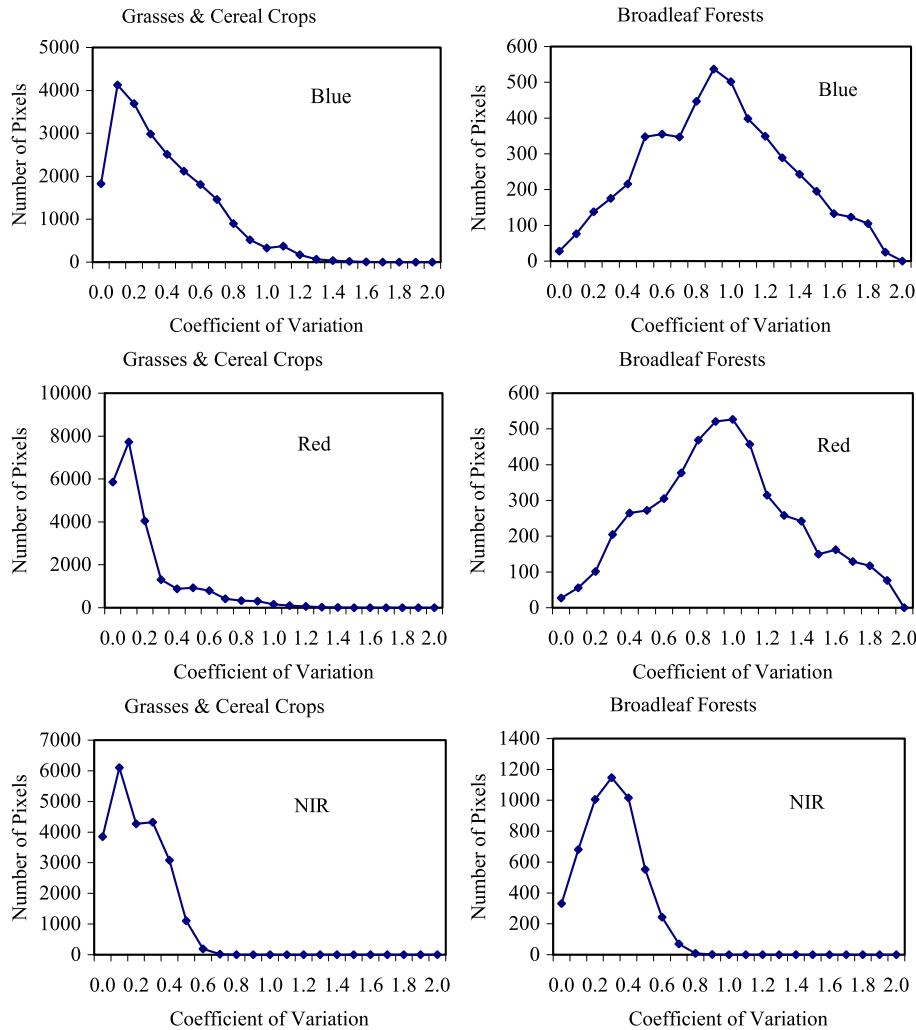 Grasses & Cereal Crops
5000
4000
3000
2000
1000
0
Number of Pixels
Blue
0.0 0.2 0.4 0.6 0.8 1.0 1.2 1.4 1.6 1.8 2.0
Coefficient of Variation
Broadleaf Forests
600
500
400
300
200
100
0
Number of Pixels
Blue
0.0 0.2 0.4 0.6 0.8 1.0 1.2 1.4 1.6 1.8 2.0
Coefficient of Variation
Grasses & Cereal Crops
10000
8000
6000
4000
2000
0
Number of Pixels
Red
0.0 0.2 0.4 0.6 0.8 1.0 1.2 1.4 1.6 1.8 2.0
Coefficient of Variation
Broadleaf Forests
600
500
400
300
200
100
0
Number of Pixels
Red
0.0 0.2 0.4 0.6 0.8 1.0 1.2 1.4 1.6 1.8 2.0
Coefficient of Variation
Grasses & Cereal Crops
7000
6000
5000
4000
3000
2000
1000
0
Number of Pixels
NIR
0.0 0.2 0.4 0.6 0.8 1.0 1.2 1.4 1.6 1.8 2.0
Coefficient of Variation
Broadleaf Forests
1400
1200
1000
800
600
400
200
0
Number of Pixels
NIR
0.0 0.2 0.4 0.6 0.8 1.0 1.2 1.4 1.6 1.8 2.0
Coefficient of Variation